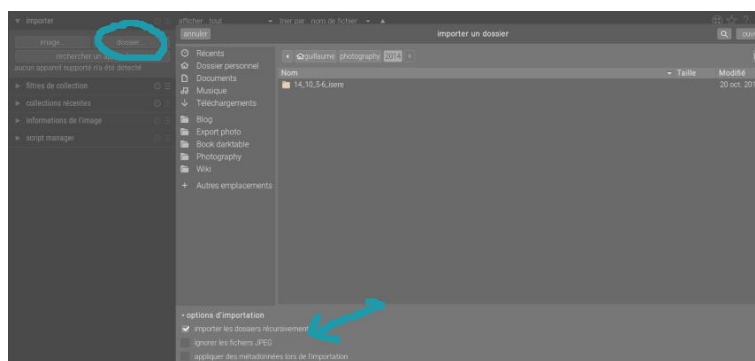 importer
image... dossier...
rechercher un
aucun appareil supporté n'a été détecté
filtres de collection
collections récentes
informations de l'image
script manager
afficher tout trier par nom de fichier
annuler importer un dossier ouv
Récents
Dossier personnel
Documents
Musique
Téléchargements
Blog
Export photo
Book darktable
Photography
Wiki
Autres emplacements
guillaume photography 2014
Nom Taille Modifié
14_10_5-6_isere 20 oct. 201
options d'importation
importer les dossiers récursivement
ignorer les fichiers JPEG
appliquer des métadonnées lors de l'importation